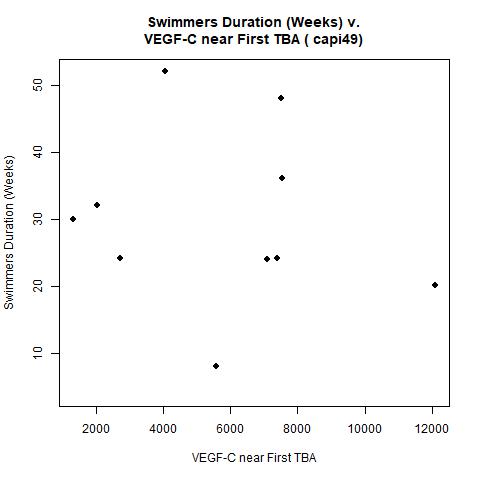 Swimmers Duration (Weeks) v.
VEGF-C near First TBA ( capi49)
Swimmers Duration (Weeks)
50
40
30
20
10
2000 4000 6000 8000 10000 12000
VEGF-C near First TBA